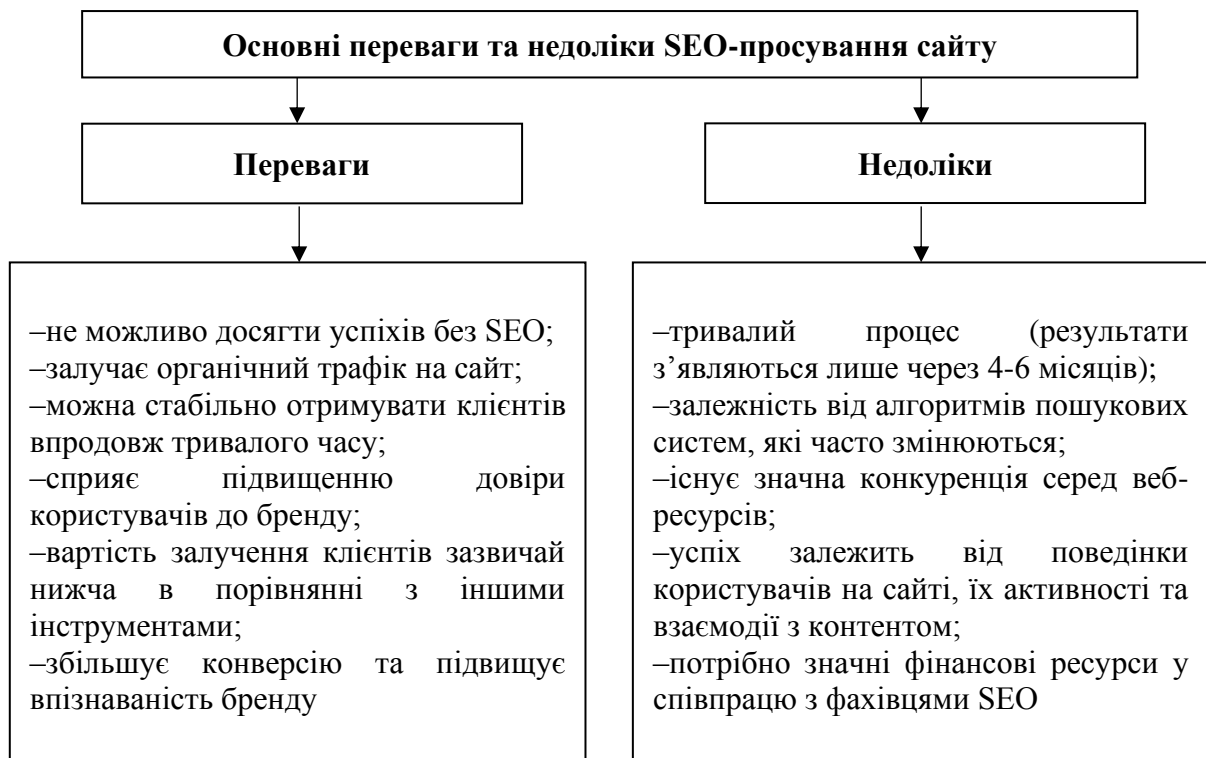 Основні переваги та недоліки SEO-просування сайту
Переваги
Недоліки
–не можливо досягти успіхів без SEO;
–залучає органічний трафік на сайт;
–можна стабільно отримувати клієнтів
впродовж тривалого часу;
–сприяє підвищенню довіри
користувачів до бренду;
–вартість залучення клієнтів зазвичай
нижча в порівнянні з іншими
інструментами;
–збільшує конверсію та підвищує
впізнаваність бренду
–тривалий процес (результати
з’являються лише через 4-6 місяців);
–залежність від алгоритмів пошукових
систем, які часто змінюються;
–існує значна конкуренція серед веб-
ресурсів;
–успіх залежить від поведінки
користувачів на сайті, їх активності та
взаємодії з контентом;
–потрібно значні фінансові ресурси у
співпрацю з фахівцями SEO